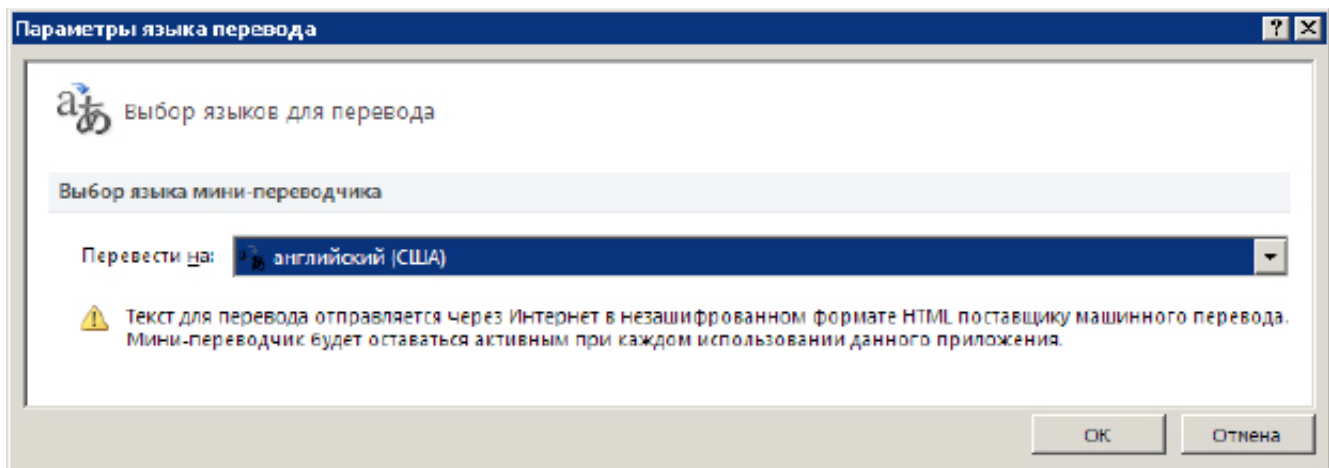 Параметры языка перевода
Выбор языков для перевода
Выбор языка мини-переводчика
Перевести на: английский (США)
Текст для перевода отправляется через Интернет в незашифрованном формате HTML поставщику машинного перевода.
Мини-переводчик будет оставаться активным при каждом использовании данного приложения.
ОК Отмена